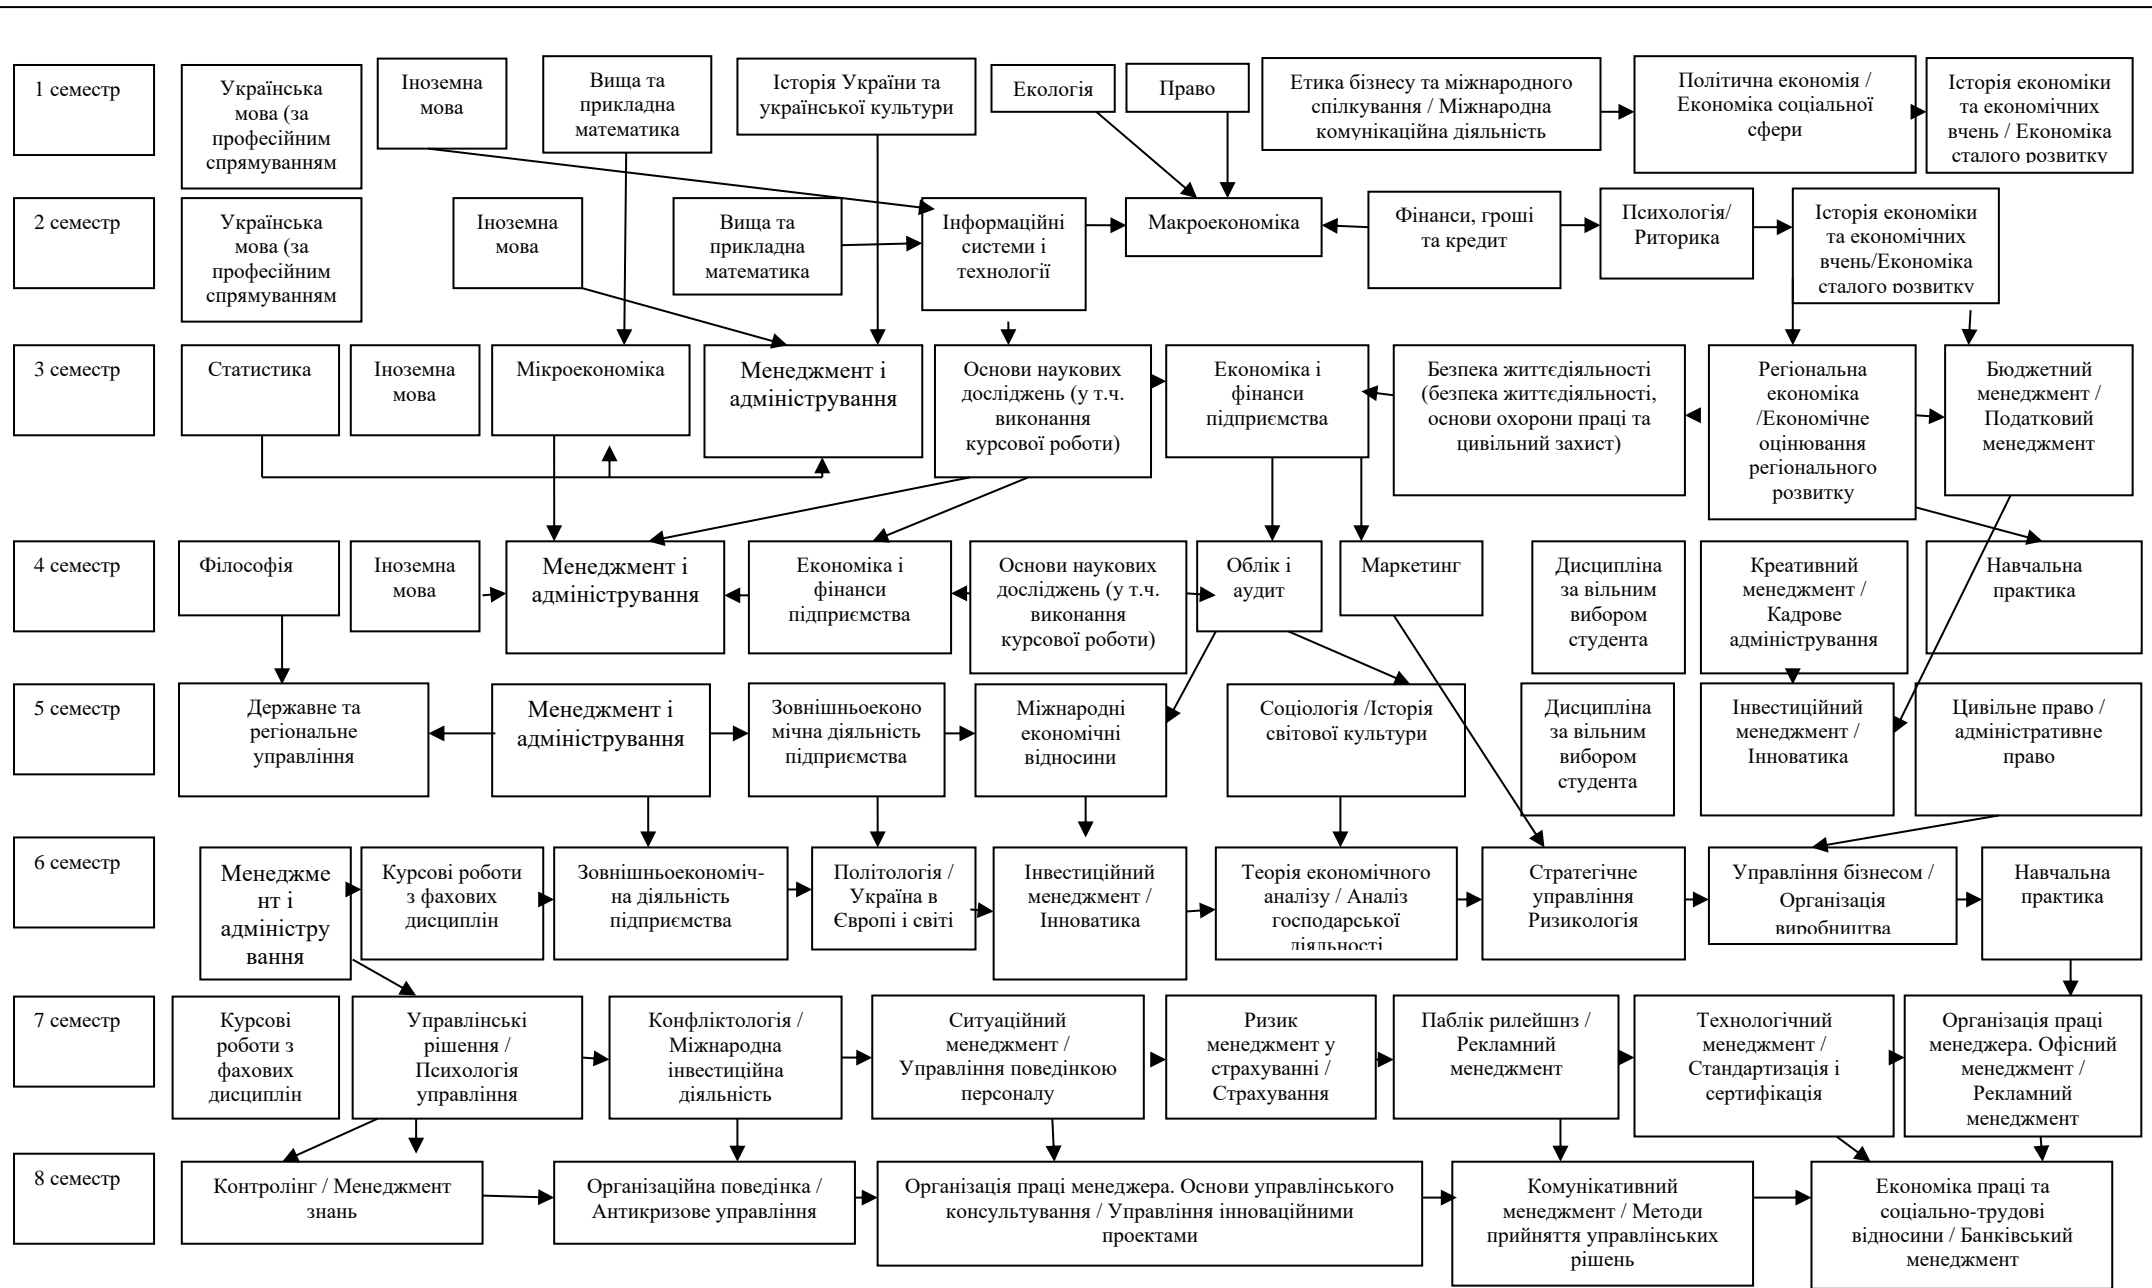 1 семестр
Українська
мова (за
професійним
спрямуванням
Іноземна
мова
Вища та
прикладна
математика
Історія України та
української культури
Екологія
Право
Етика бізнесу та міжнародного
спілкування / Міжнародна
комунікаційна діяльність
Політична економія /
Економіка соціальної
сфери
Історія економіки
та економічних
вчень / Економіка
сталого розвитку
2 семестр
Українська
мова (за
професійним
спрямуванням
Іноземна
мова
Вища та
прикладна
математика
Інформаційні
системи і
технології
Макроекономіка
Фінанси, гроші
та кредит
Психологія/
Риторика
Історія економіки
та економічних
вчень/Економіка
сталого розвитку
3 семестр
Статистика
Іноземна
мова
Мікроекономіка
Менеджмент і
адміністрування
Основи наукових
досліджень (у т.ч.
виконання
курсової роботи)
Економіка і
фінанси
підприємства
Безпека життєдіяльності
(безпека життєдіяльності,
основи охорони праці та
цивільний захист)
Регіональна
економіка
/Економічне
оцінювання
регіонального
розвитку
Бюджетний
менеджмент /
Податковий
менеджмент
4 семестр
Філософія
Іноземна
мова
Менеджмент і
адміністрування
Економіка і
фінанси
підприємства
Основи наукових
досліджень (у т.ч.
виконання
курсової роботи)
Облік і
аудит
Маркетинг
Дисципліна
за вільним
вибором
студента
Креативний
менеджмент /
Кадрове
адміністрування
Навчальна
практика
5 семестр
Державне та
регіональне
управління
Менеджмент і
адміністрування
Зовнішньоеконо
мічна діяльність
підприємства
Міжнародні
економічні
відносини
Соціологія /Історія
світової культури
Дисципліна
за вільним
вибором
студента
Інвестиційний
менеджмент /
Інноватика
Цивільне право /
адміністративне
право
6 семестр
Менеджме
нт і
адміністру
вання
Курсові роботи
з фахових
дисциплін
Зовнішньоекономіч-
на діяльність
підприємства
Політологія /
Україна в
Європі і світі
Інвестиційний
менеджмент /
Інноватика
Теорія економічного
аналізу / Аналіз
господарської
діяльності
Стратегічне
управління
Ризикологія
Управління бізнесом /
Організація
виробництва
Навчальна
практика
7 семестр
Курсові
роботи з
фахових
дисциплін
Управлінські
рішення /
Психологія
управління
Конфліктологія /
Міжнародна
інвестиційна
діяльність
Ситуаційний
менеджмент /
Управління поведінкою
персоналу
Ризик
менеджмент у
страхуванні /
Страхування
Паблік рилейшнз /
Рекламний
менеджмент
Технологічний
менеджмент /
Стандартизація і
сертифікація
Організація праці
менеджера. Офісний
менеджмент /
Рекламний
менеджмент
8 семестр
Контролінг / Менеджмент
знань
Організаційна поведінка /
Антикризове управління
Організація праці менеджера. Основи управлінського
консультування / Управління інноваційними
проектами
Комунікативний
менеджмент / Методи
прийняття управлінських
рішень
Економіка праці та
соціально-трудові
відносини / Банківський
менеджмент